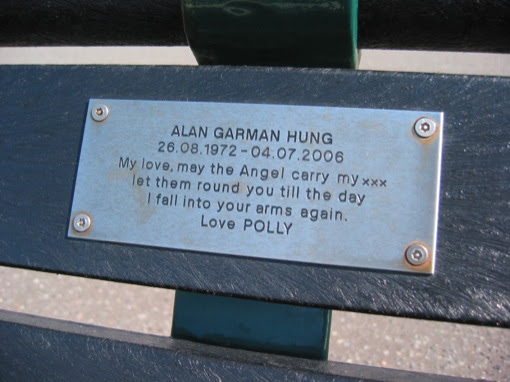 ALAN GARMAN HUNG
26.08.1972 - 04.07.2006
My love, may the Angel carry my xxx
let them round you till the day
I fall into your arms again.
Love POLLY